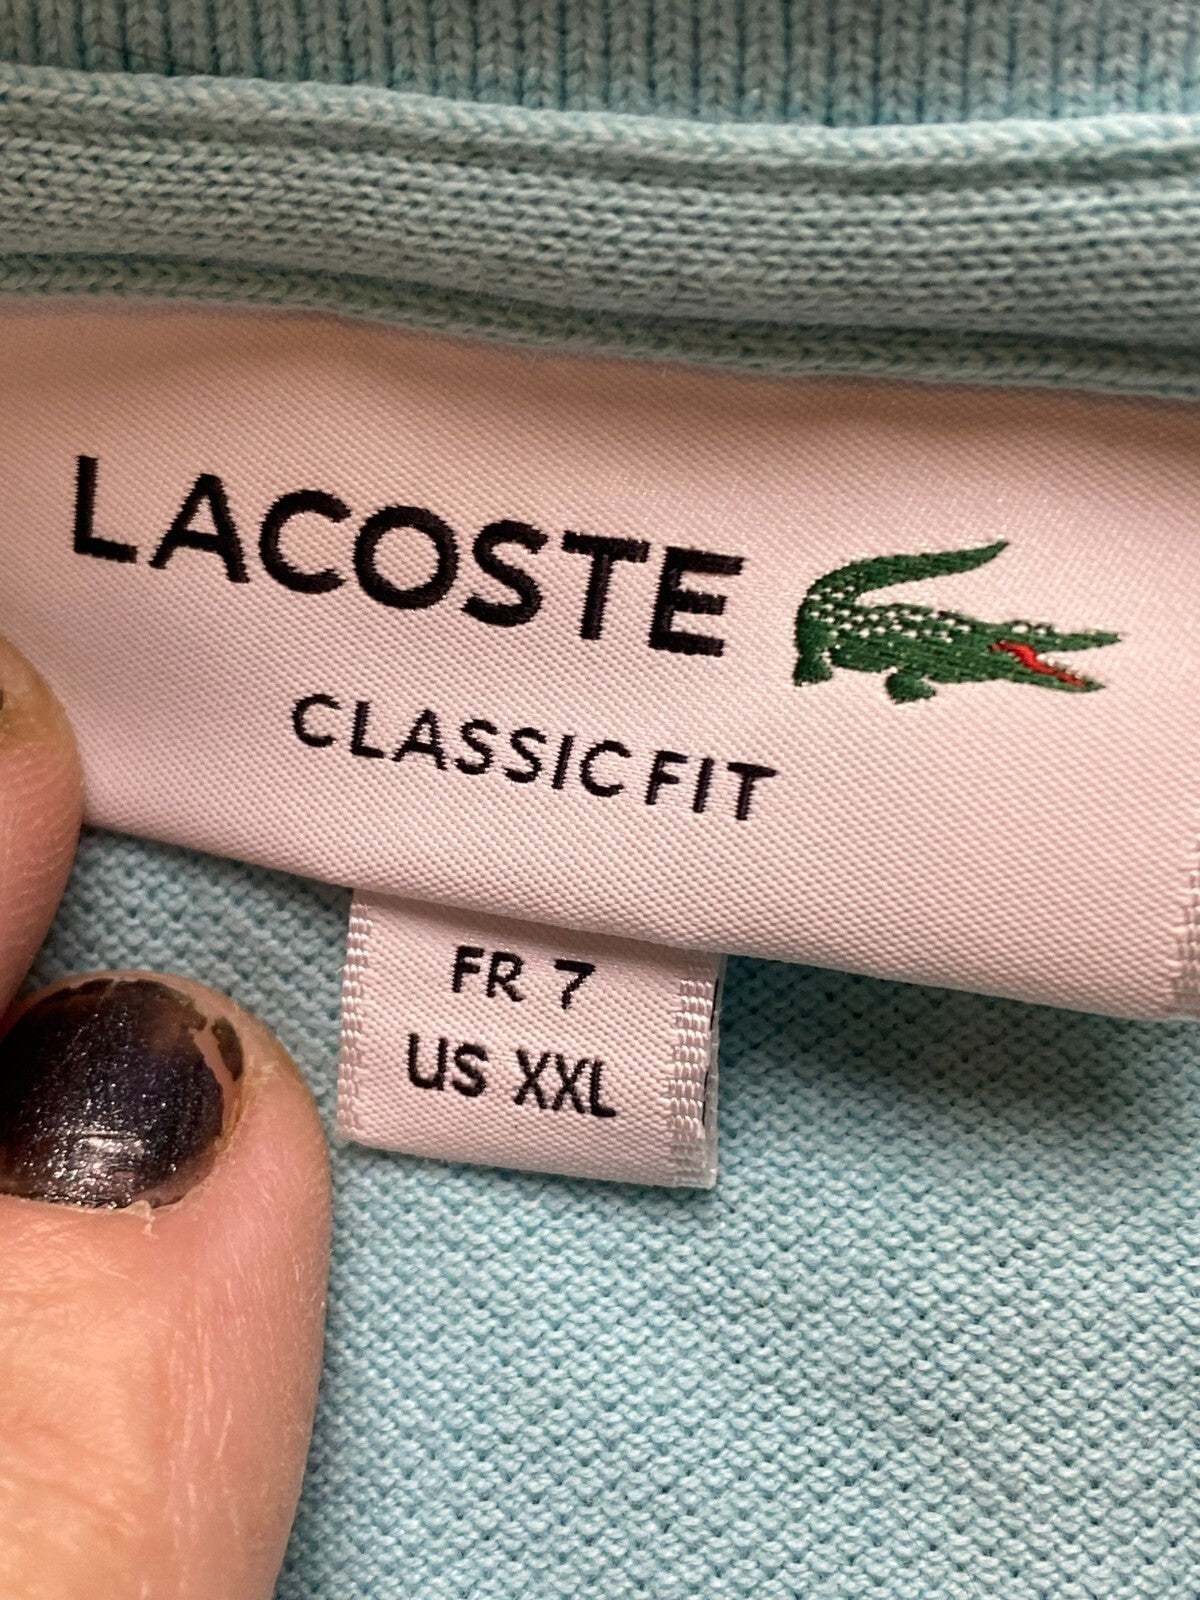 LACOSTE
CLASSIC FIT
FR 7
US XXL